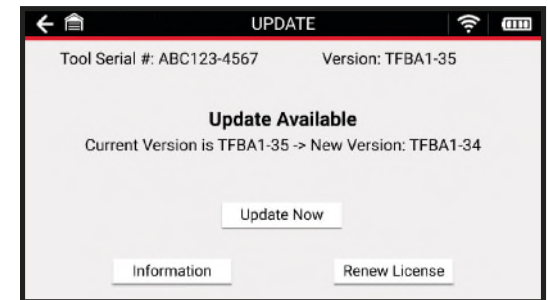 UPDATE
Tool Serial #: ABC123-4567 Version: TFBA1-35
Update Available
Current Version is TFBA1-35 -> New Version: TFBA1-34
Update Now
Information Renew License